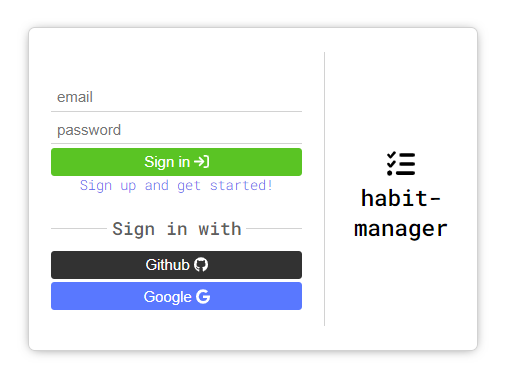 email
password
Sign in
Sign up and get started!
Sign in with
Github
Google
habit-
manager